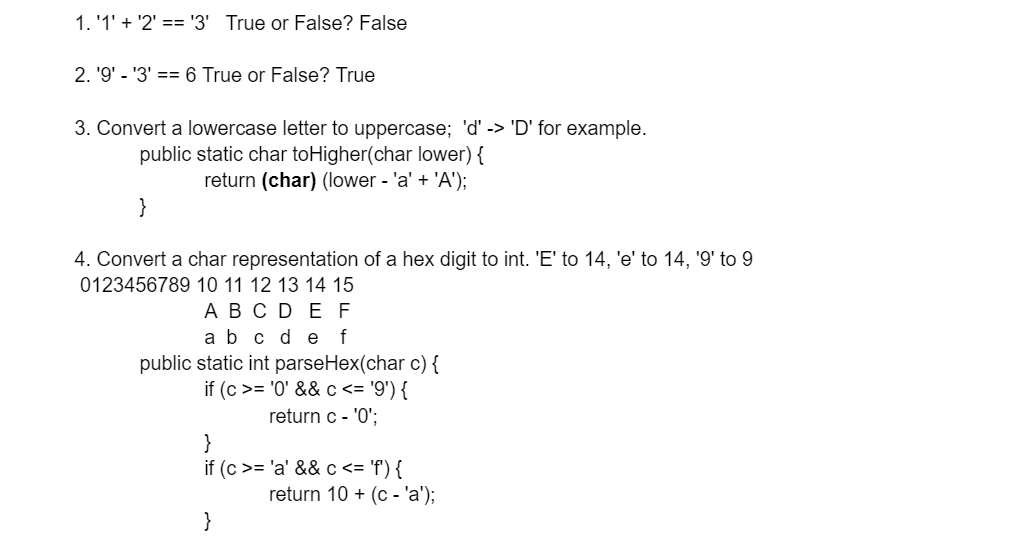 1. '1' + '2' == '3' True or False? False
2. '9' - '3' == 6 True or False? True
3. Convert a lowercase letter to uppercase; 'd' -> 'D' for example.
public static char toHigher(char lower) {
return (char) (lower - 'a' + 'A');
}
4. Convert a char representation of a hex digit to int. 'E' to 14, 'e' to 14, '9' to 9
0123456789 10 11 12 13 14 15
A B C D E F
a b c d e f
public static int parseHex(char c) {
if (c >= '0' && c <= '9') {
return c - '0';
}
if (c >= 'a' && c <= 'f') {
return 10 + (c - 'a');
}